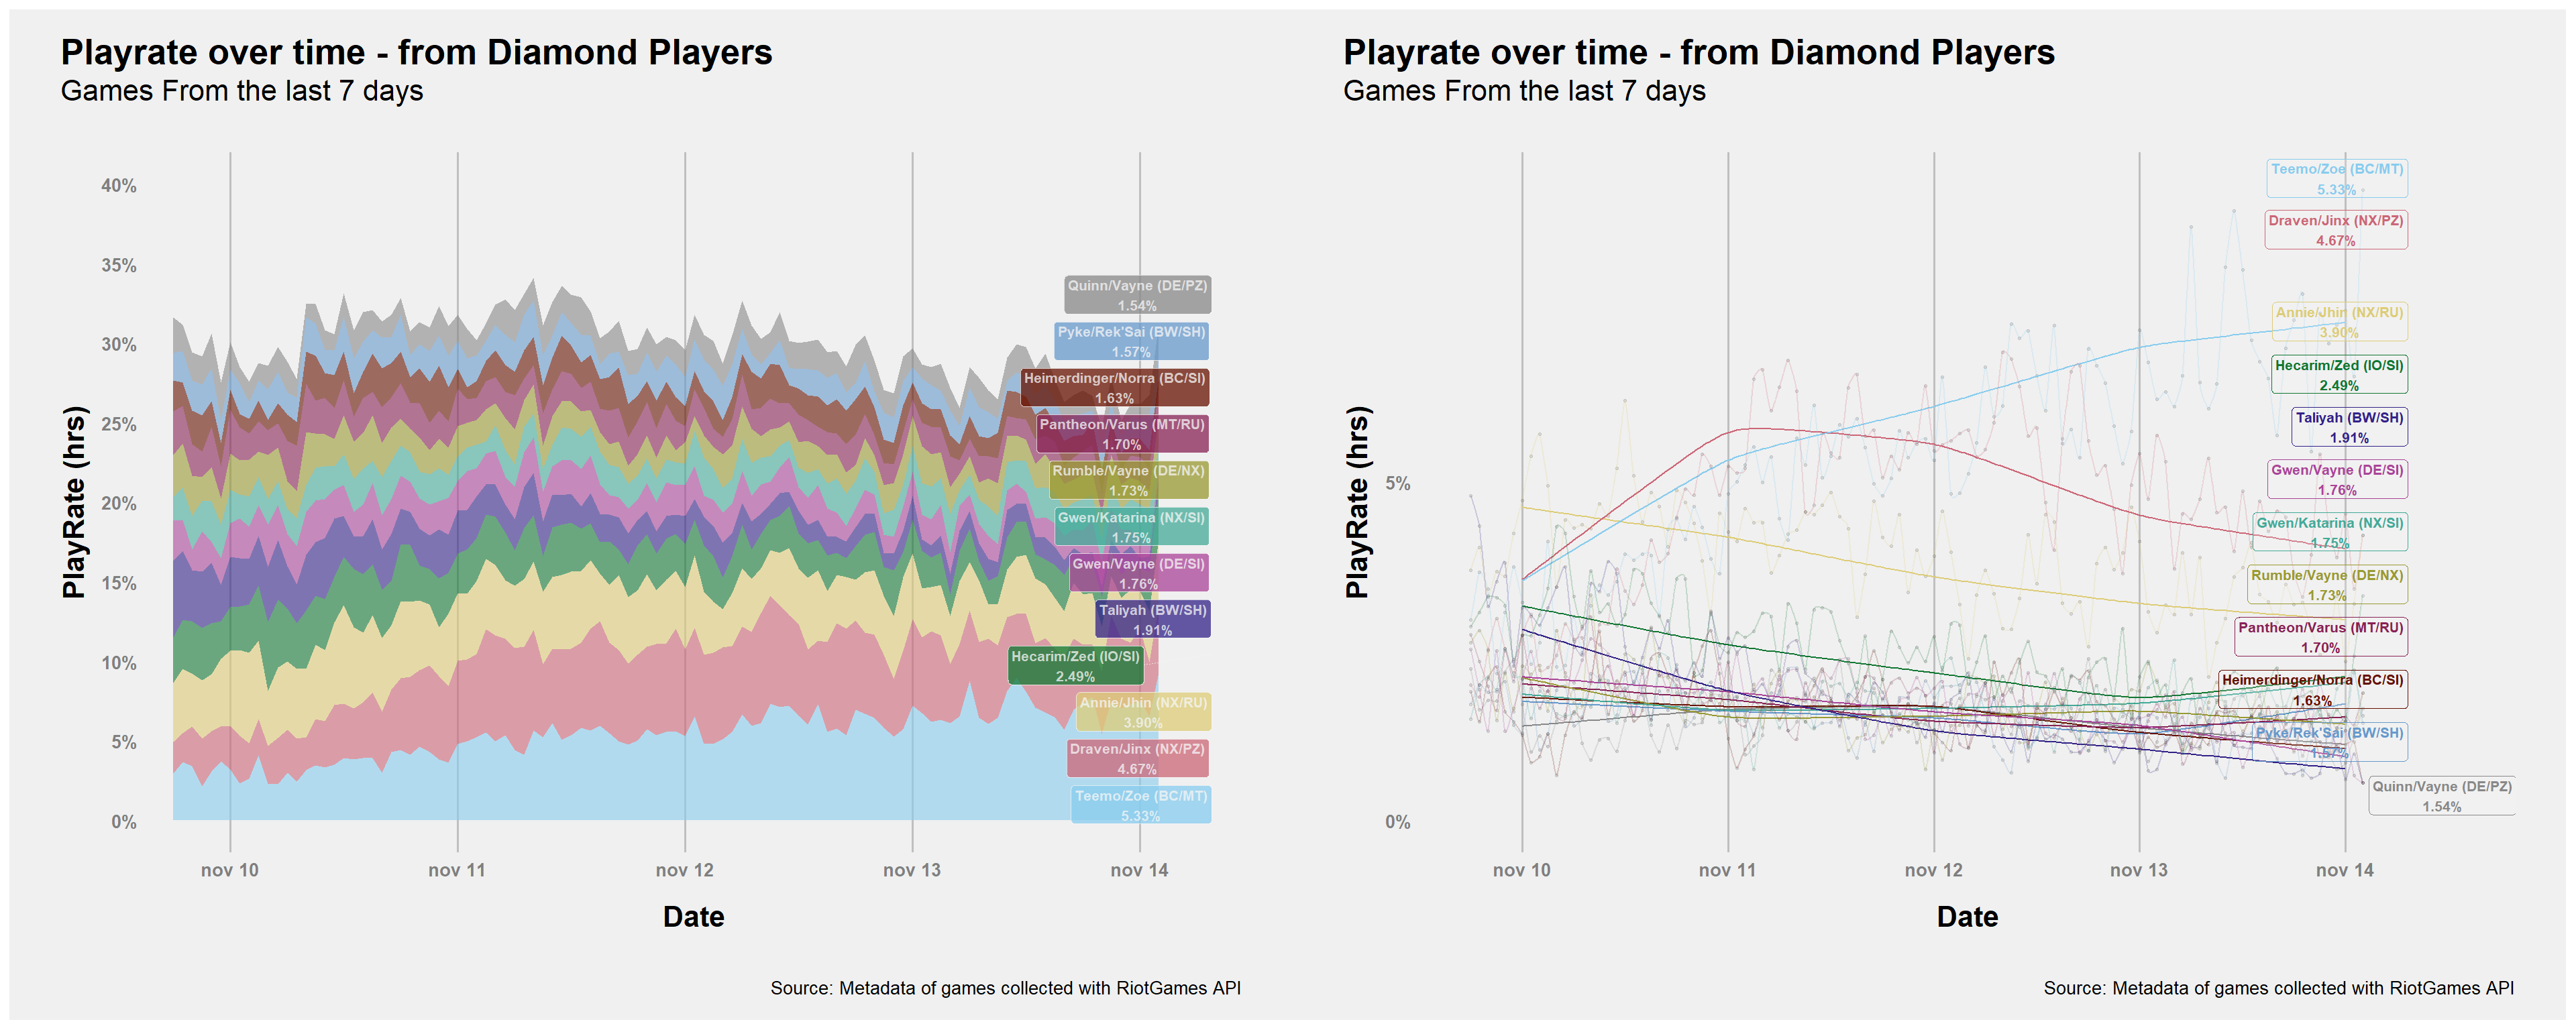 Playrate over time - from Diamond Players
Games From the last 7 days
PlayRate (hrs)
40%
35%
30%
25%
20%
15%
10%
5%
0%
Quinn/Vayne (DE/PZ)
1.54%
Pyke/Rek'Sai (BW/SH)
1.57%
Heimerdinger/Norra (BC/SI)
1.63%
Pantheon/Varus (MT/RU)
1.70%
Rumble/Vayne (DE/NX)
1.73%
Gwen/Katarina (NX/SI)
1.75%
Gwen/Vayne (DE/SI)
1.76%
Taliyah (BW/SH)
1.91%
Hecarim/Zed (IO/SI)
2.49%
Annie/Jhin (NX/RU)
3.90%
Draven/Jinx (NX/PZ)
4.67%
Teemo/Zoe (BC/MT)
5.33%
nov 10
nov 11
nov 12
nov 13
nov 14
Date
Source: Metadata of games collected with RiotGames API
Playrate over time - from Diamond Players
Games From the last 7 days
PlayRate (hrs)
5%
0%
Teemo/Zoe (BC/MT)
5.33%
Draven/Jinx (NX/PZ)
4.67%
Annie/Jhin (NX/RU)
3.90%
Hecarim/Zed (IO/SI)
2.49%
Taliyah (BW/SH)
1.91%
Gwen/Vayne (DE/SI)
1.76%
Gwen/Katarina (NX/SI)
1.75%
Rumble/Vayne (DE/NX)
1.73%
Pantheon/Varus (MT/RU)
1.70%
Heimerdinger/Norra (BC/SI)
1.63%
Pyke/Rek'Sai (BW/SH)
1.57%
Quinn/Vayne (DE/PZ)
1.54%
nov 10
nov 11
nov 12
nov 13
nov 14
Date
Source: Metadata of games collected with RiotGames API